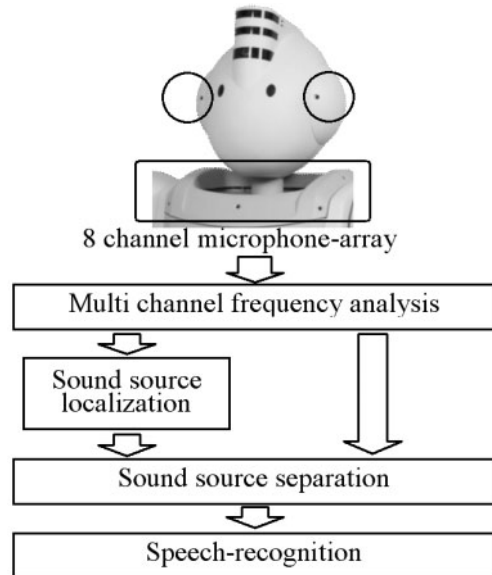 8 channel microphone-array
Multi channel frequency analysis
Sound source
localization
Sound source separation
Speech-recognition